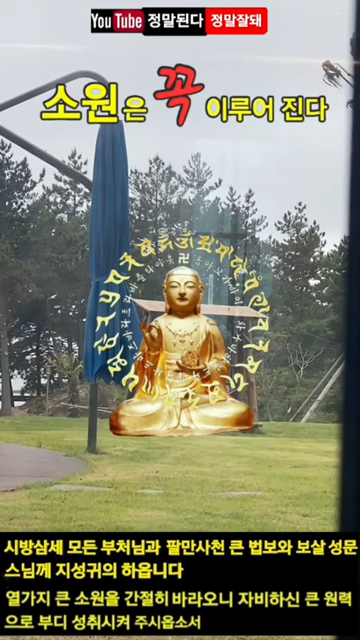 You Tube 정말된다 정말잘돼
소원은 꼭 이루어 진다
卍
시방삼세 모든 부처님과 팔만사천 큰 법보와 보살 성문
스님께 지성귀의 하옵니다
열가지 큰 소원을 간절히 바라오니 자비하신 큰 원력
으로 부디 성취시켜 주시옵소서